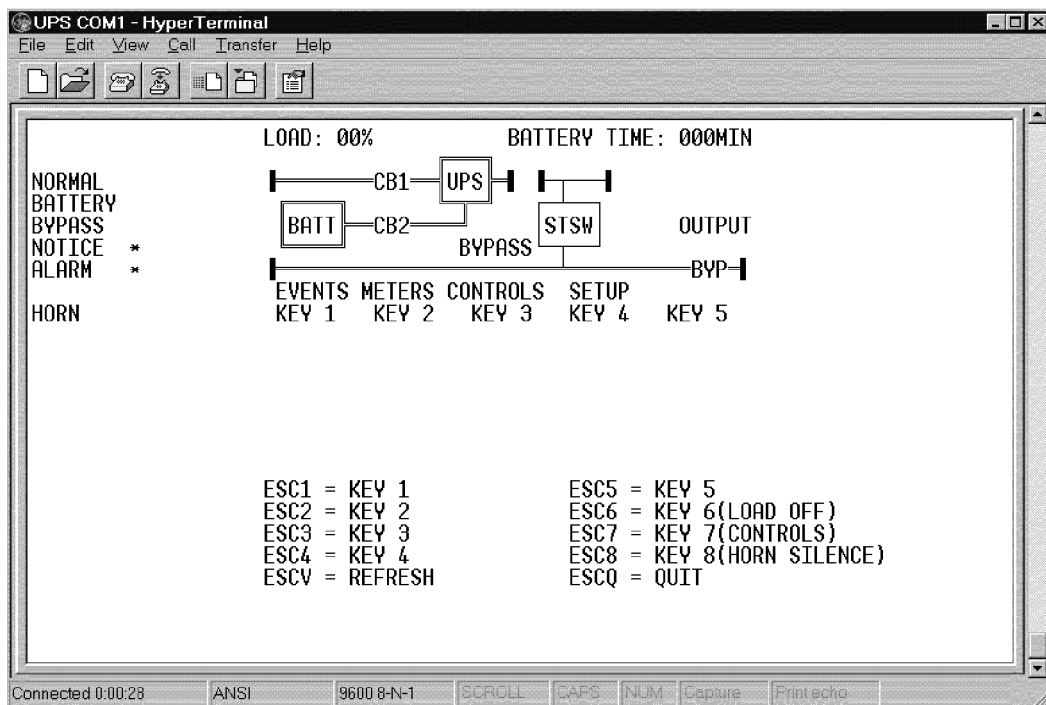 UPS COM1 - HyperTerminal
File Edit View Call Transfer Help
LOAD: 00% BATTERY TIME: 000MIN
NORMAL CB1 UPS
BATTERY
BYPASS BATT CB2 STSW OUTPUT
NOTICE * BYPASS
ALARM * BYP
EVENTS METERS CONTROLS SETUP
HORN KEY 1 KEY 2 KEY 3 KEY 4 KEY 5
ESC1 = KEY 1 ESC5 = KEY 5
ESC2 = KEY 2 ESC6 = KEY 6(LOAD OFF)
ESC3 = KEY 3 ESC7 = KEY 7(CONTROLS)
ESC4 = KEY 4 ESC8 = KEY 8(HORN SILENCE)
ESCV = REFRESH ESCQ = QUIT
Connected 0:00:28 ANSI 9600 8-N-1 SCROLL CAPS NUM Capture Print echo